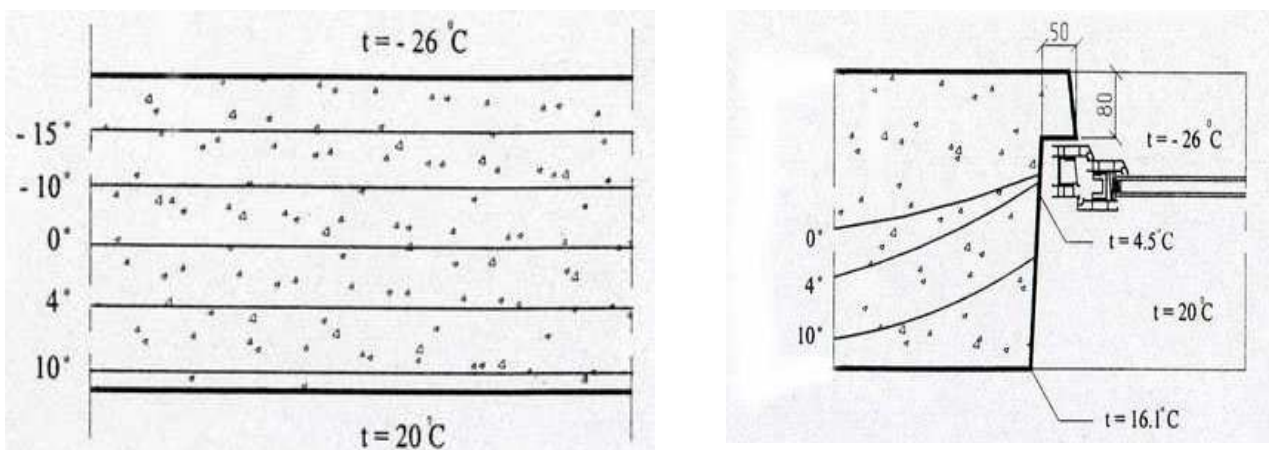 t = - 26 °C
- 15°
- 10°
0°
4°
10°
t = 20 °C
50
80
t = - 26 °C
0°
4°
10°
t = 4.5°C
t = 20 °C
t = 16.1°C